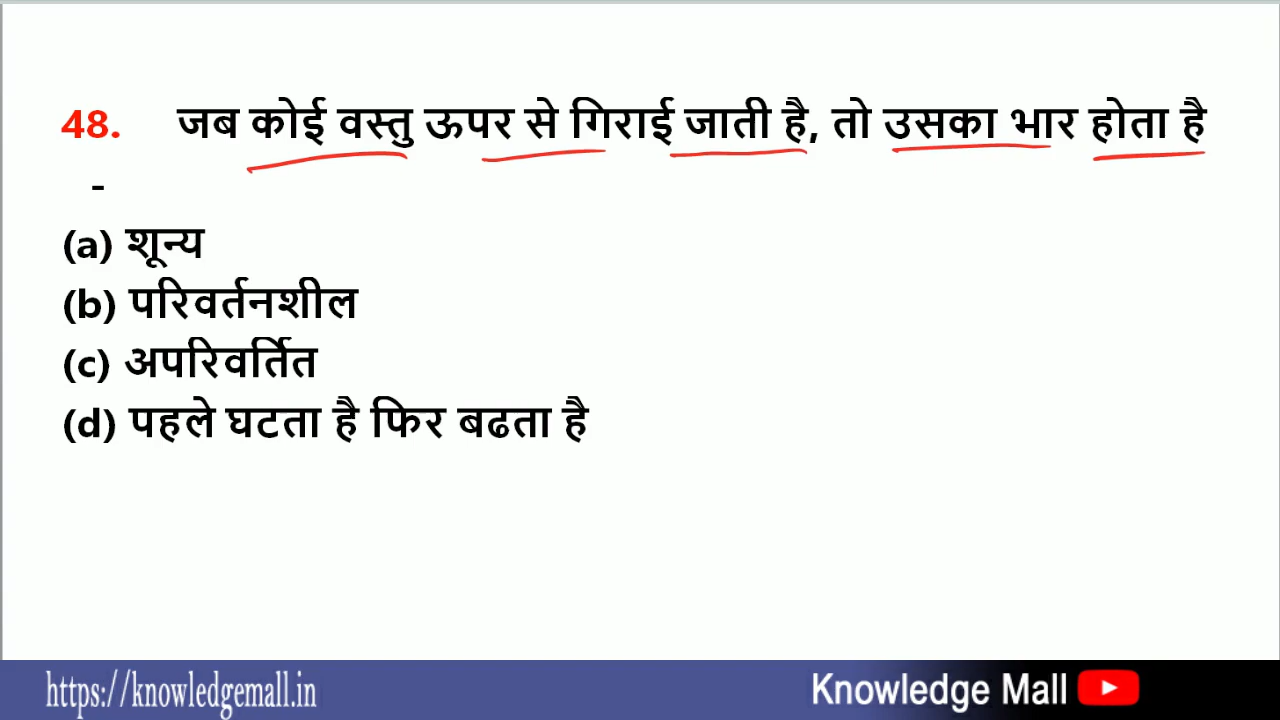 48. जब कोई वस्तु ऊपर से गिराई जाती है, तो उसका भार होता है
-
(a) शून्य
(b) परिवर्तनशील
(c) अपरिवर्तित
(d) पहले घटता है फिर बढता है
https://knowledgemall.in
Knowledge Mall